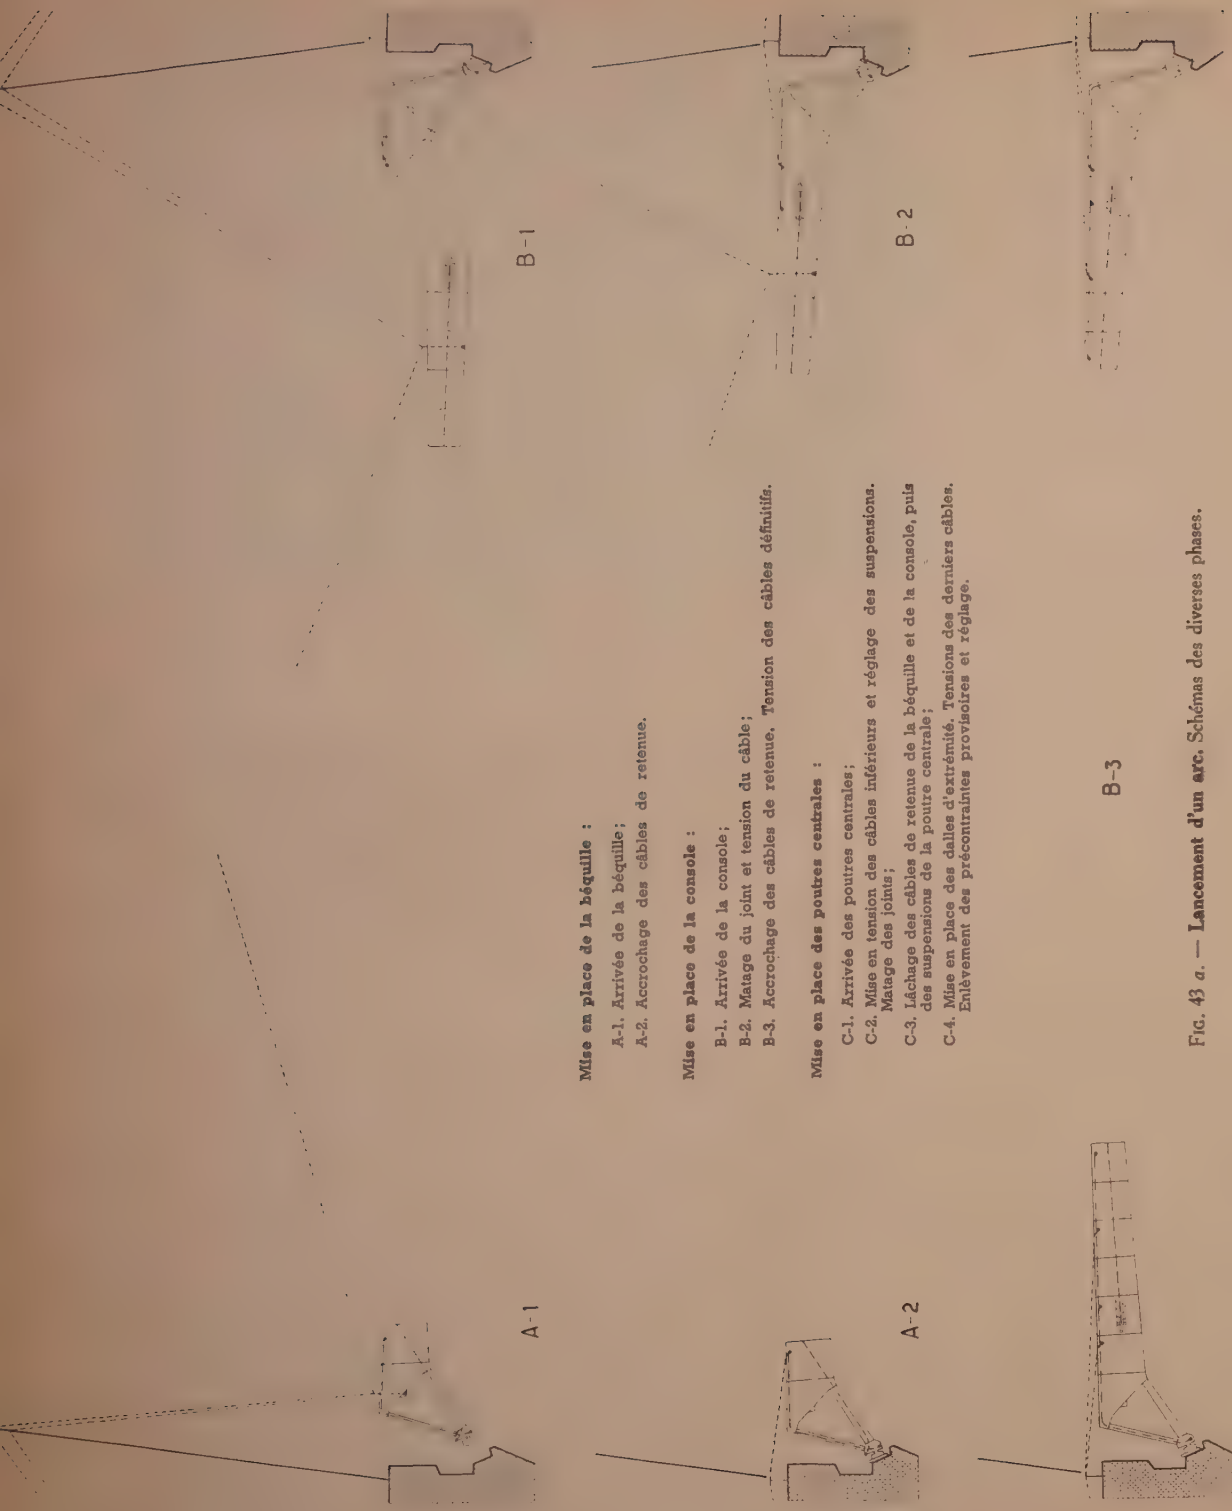 A-1
B-1
Mise en place de la béquille :
A-1. Arrivée de la béquille;
A-2. Accrochage des câbles de retenue.
Mise en place de la console :
B-1. Arrivée de la console;
B-2. Matage du joint et tension du câble;
B-3. Accrochage des câbles de retenue. Tension des câbles définitifs.
Mise en place des poutres centrales :
C-1. Arrivée des poutres centrales;
C-2. Mise en tension des câbles inférieurs et réglage des suspensions.
Matage des joints;
C-3. Lâchage des câbles de retenue de la béquille et de la console, puis
des suspensions de la poutre centrale;
C-4. Mise en place des dalles d'extrémité. Tensions des derniers câbles.
Enlèvement des précontraintes provisoires et réglage.
A-2
B-2
B-3
FIG. 43 a. — Lancement d'un arc. Schémas des diverses phases.